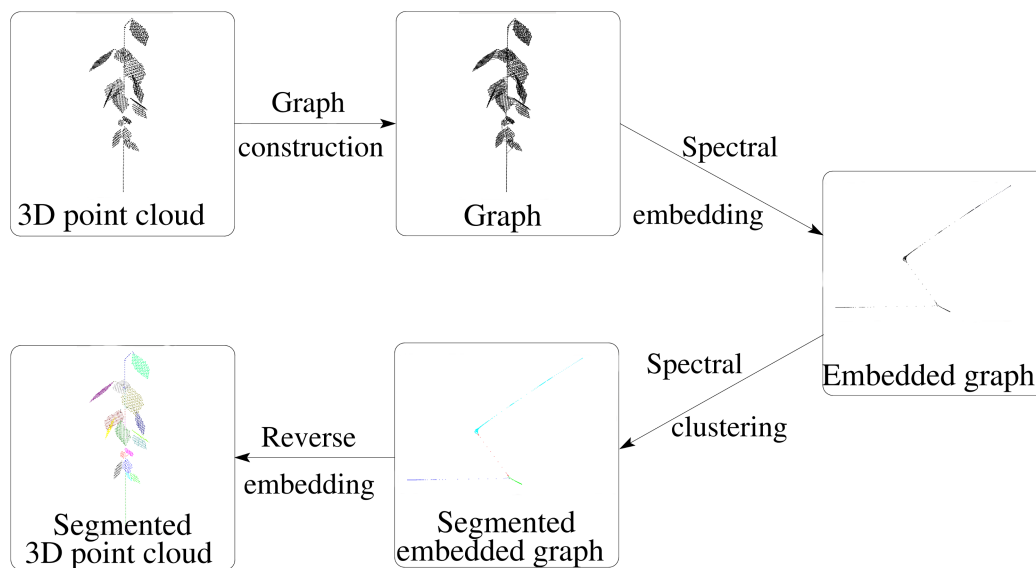 Graph
construction
3D point cloud
Graph
Spectral
embedding
Embedded graph
Spectral
clustering
Segmented
embedded graph
Reverse
embedding
Segmented
3D point cloud